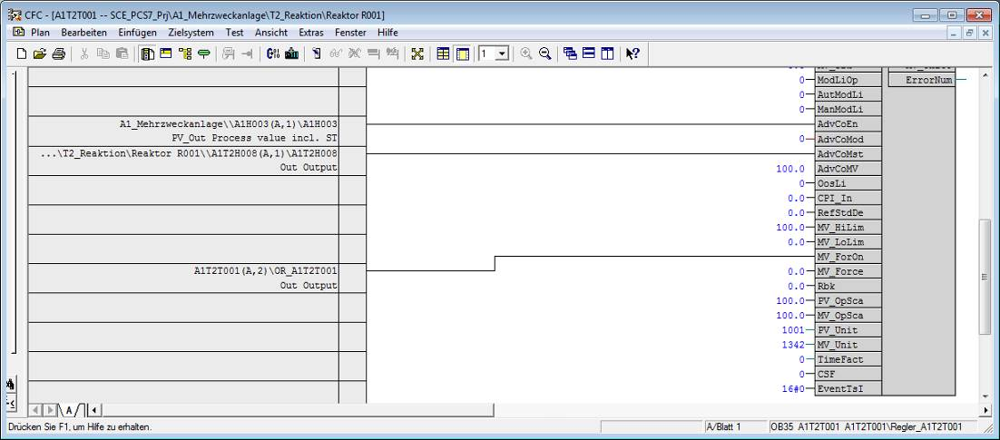 CFC - [A1T2T001 -- SCE_PCS7_Prj\A1_Mehrzweckanlage\T2_Reaktion\Reaktor R001]
Plan Bearbeiten Einfügen Zielsystem Test Ansicht Extras Fenster Hilfe
1
ErrorNum
0 ModLiOp
0 AutModLi
0 ManModLi
A1_Mehrzweckanlage\\A1H003(A,1)\A1H003 AdvCoEn
PV_Out Process value incl. ST 0 AdvCoMod
...\T2_Reaktion\Reaktor R001\\A1T2H008(A,1)\A1T2H008 AdvCoMst
Out Output 100.0 AdvCoMV
0 OosLi
0.0 CPI_In
0.0 RefStdDe
100.0 MV_HiLim
0.0 MV_LoLim
MV_ForOn
A1T2T001(A,2)\OR_A1T2T001 0.0 MV_Force
Out Output 0.0 Rbk
100.0 PV_OpSca
100.0 MV_OpSca
1001 PV_Unit
1342 MV_Unit
0 TimeFact
0 CSF
16#0 EventTsI
A
Drücken Sie F1, um Hilfe zu erhalten. A/Blatt 1 OB35 A1T2T001 A1T2T001\Regler_A1T001